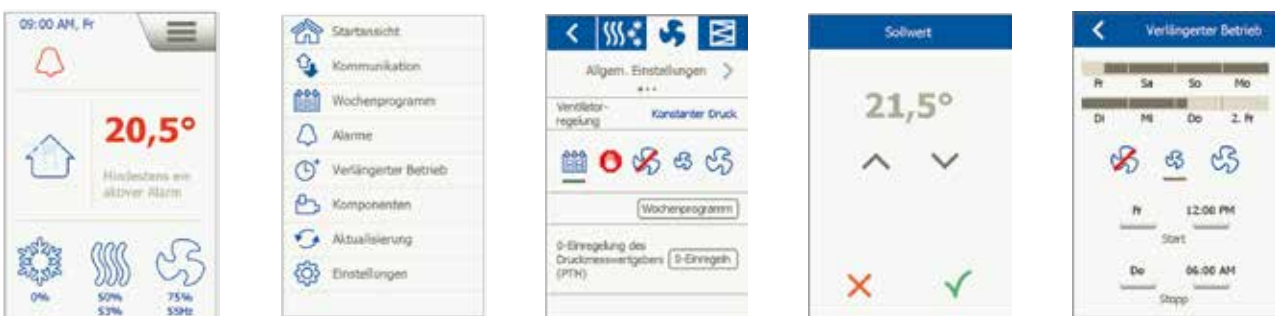 09:00 AM, Fr
20,5°
Mindestens ein
aktiver Alarm
0%
50%
53%
75%
55Hz
Startansicht
Kommunikation
Wochenprogramm
Alarme
Verlängerter Betrieb
Komponenten
Aktualisierung
Einstellungen
Allgem. Einstellungen
Ventilator-
regelung
Konstanter Druck
Wochenprogramm
0-Einregelung des
Druckmesswertgebers
(PTH)
0-Einregeln
Sollwert
21,5°
Verlängerter Betrieb
Fr Sa So Mo
Di Mi Do 2. Fr
Fr 12:00 PM
Start
Do 06:00 AM
Stopp